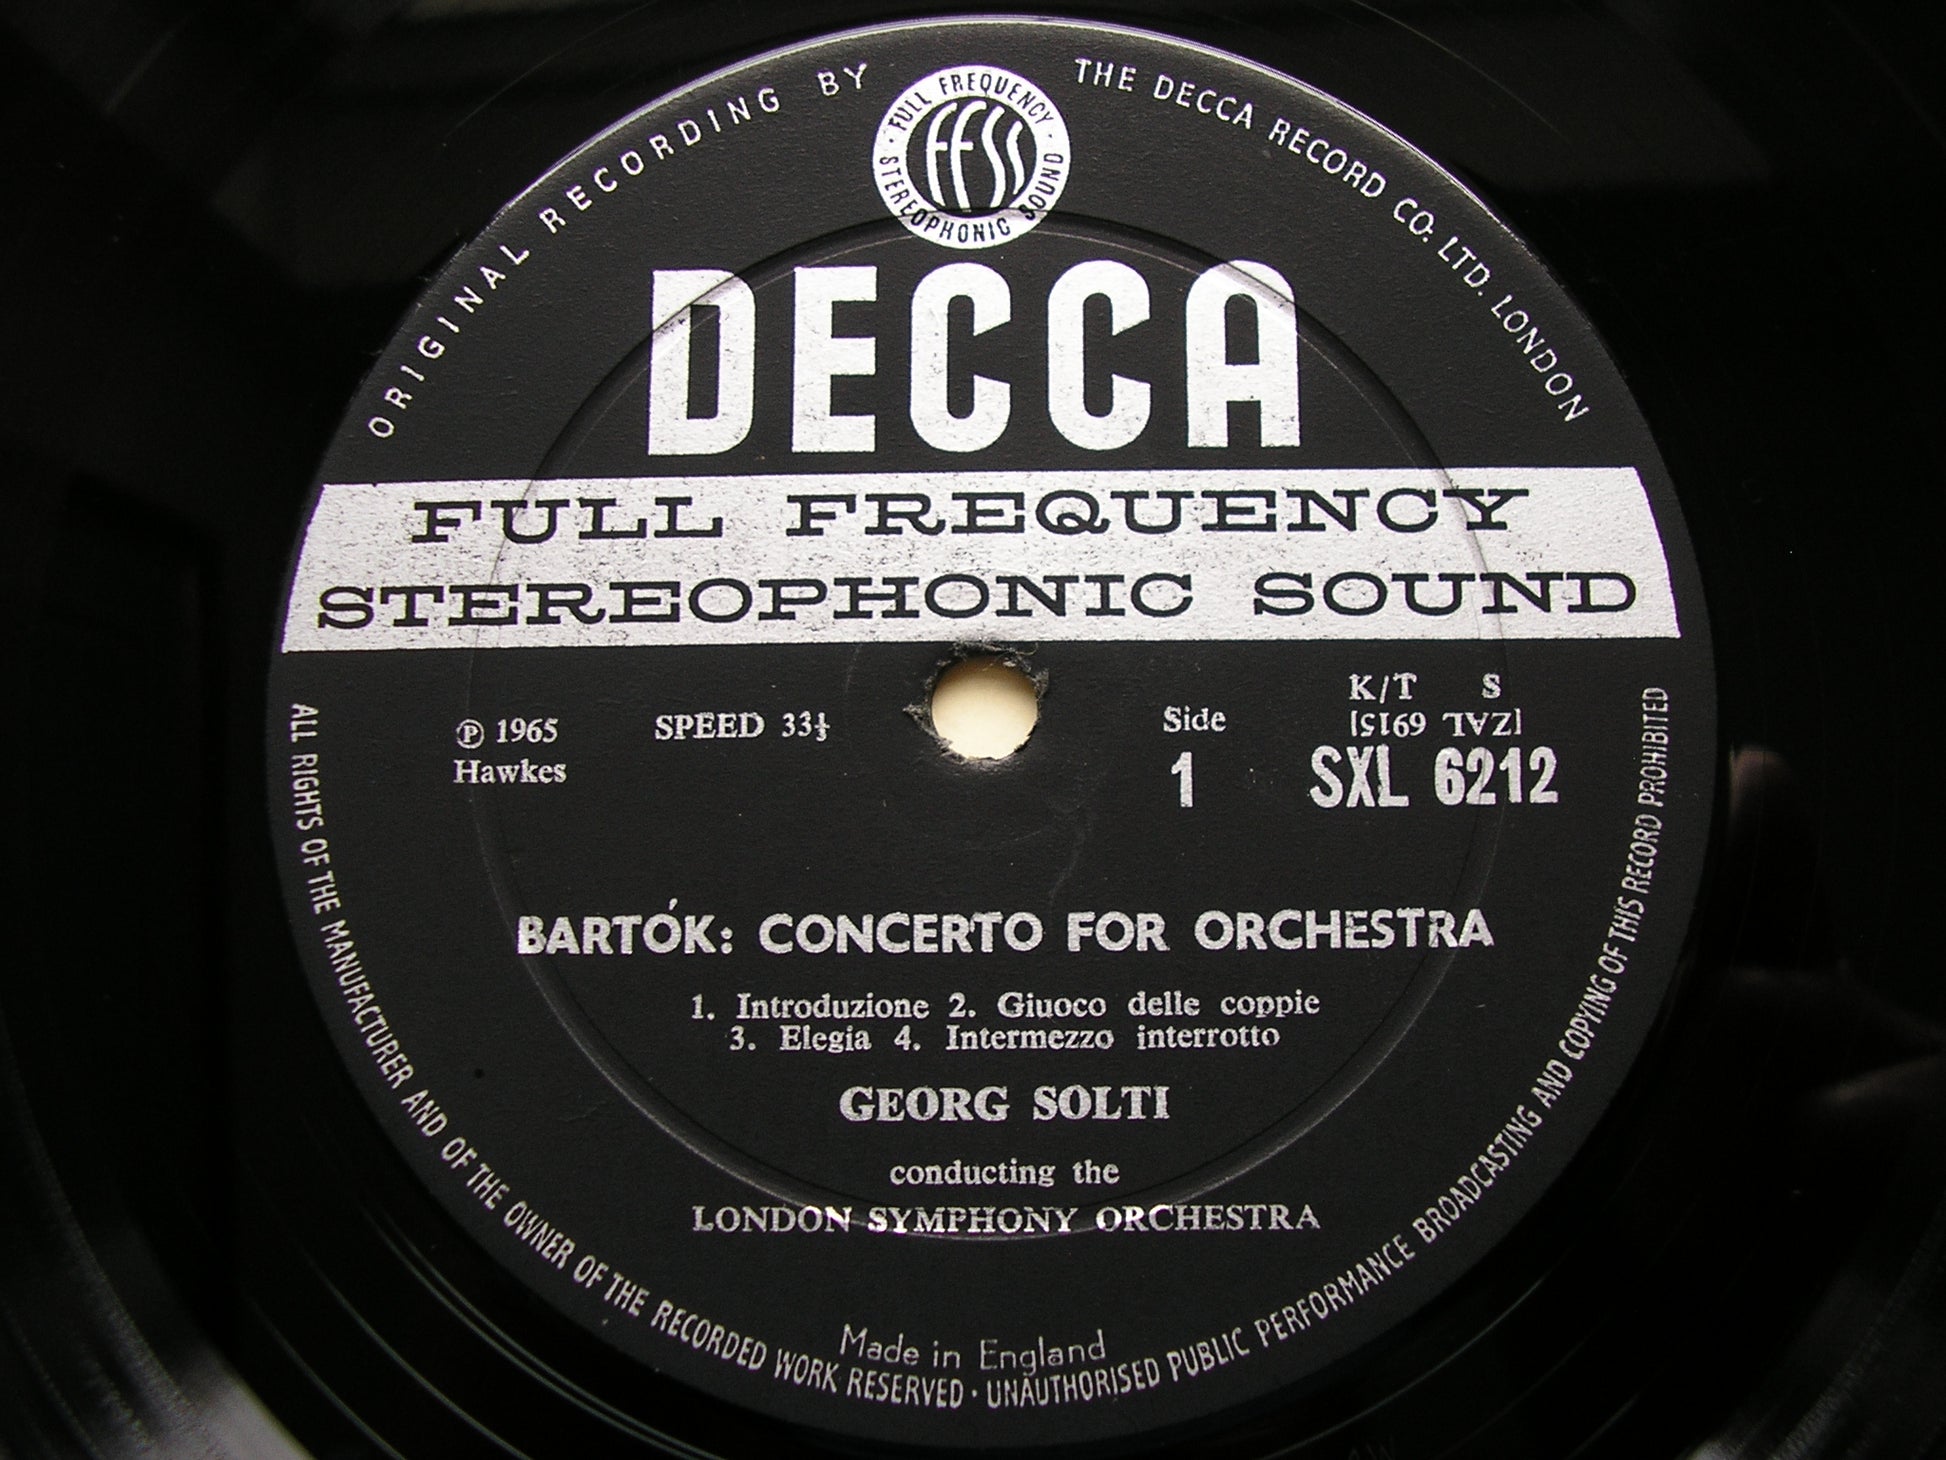 ORIGINAL RECORDING BY
THE DECCA RECORD CO. LTD. LONDON
FULL FREQUENCY
FFSS
STEREOPHONIC SOUND
DECCA
FULL FREQUENCY
STEREOPHONIC SOUND
℗ 1965
Hawkes
SPEED 33⅓
Side
1
K/T S
ZAL 6915
SXL 6212
BARTÓK: CONCERTO FOR ORCHESTRA
1. Introduzione 2. Giuoco delle coppie
3. Elegia 4. Intermezzo interrotto
GEORG SOLTI
conducting the
LONDON SYMPHONY ORCHESTRA
Made in England
ALL RIGHTS OF THE MANUFACTURER AND OF THE OWNER OF THE RECORDED WORK RESERVED · UNAUTHORISED PUBLIC PERFORMANCE BROADCASTING AND COPYING OF THIS RECORD PROHIBITED